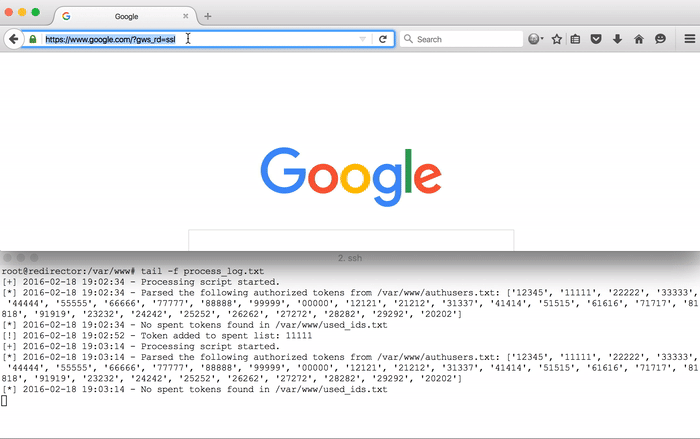 Google
https://www.google.com/?gws_rd=ssl
Search
Google
2. ssh
root@redirector:/var/www# tail -f process_log.txt
[+] 2016-02-18 19:02:34 - Processing script started.
[*] 2016-02-18 19:02:34 - Parsed the following authorized tokens from /var/www/authusers.txt: ['12345', '11111', '22222', '33333',
'44444', '55555', '66666', '77777', '88888', '99999', '00000', '12121', '21212', '31337', '41414', '51515', '61616', '71717', '81
818', '91919', '23232', '24242', '25252', '26262', '27272', '28282', '29292', '20202']
[*] 2016-02-18 19:02:34 - No spent tokens found in /var/www/used_ids.txt
[!] 2016-02-18 19:02:52 - Token added to spent list: 11111
[+] 2016-02-18 19:03:14 - Processing script started.
[*] 2016-02-18 19:03:14 - Parsed the following authorized tokens from /var/www/authusers.txt: ['12345', '11111', '22222', '33333',
'44444', '55555', '66666', '77777', '88888', '99999', '00000', '12121', '21212', '31337', '41414', '51515', '61616', '71717', '81
818', '91919', '23232', '24242', '25252', '26262', '27272', '28282', '29292', '20202']
[*] 2016-02-18 19:03:14 - No spent tokens found in /var/www/used_ids.txt